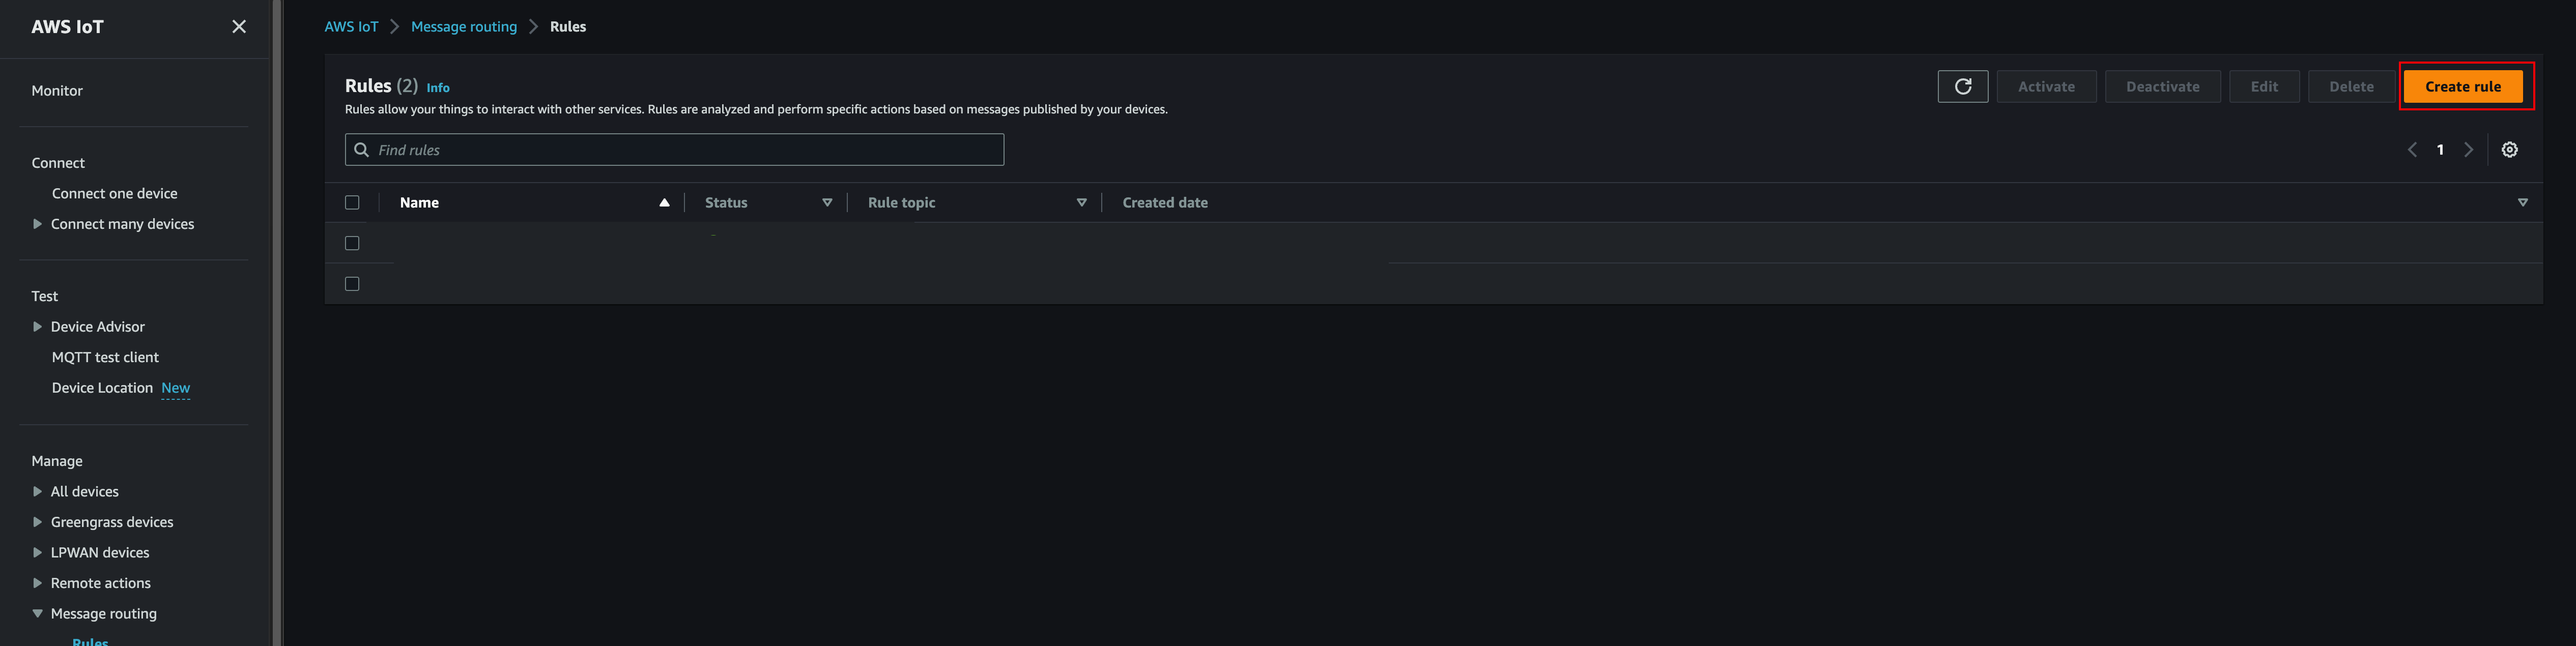 AWS IoT
Monitor
Connect
Connect one device
Connect many devices
Test
Device Advisor
MQTT test client
Device Location New
Manage
All devices
Greengrass devices
LPWAN devices
Remote actions
Message routing
Rules
AWS IoT Message routing Rules
Rules (2) Info
Activate Deactivate Edit Delete Create rule
Rules allow your things to interact with other services. Rules are analyzed and perform specific actions based on messages published by your devices.
Find rules
1
Name Status Rule topic Created date